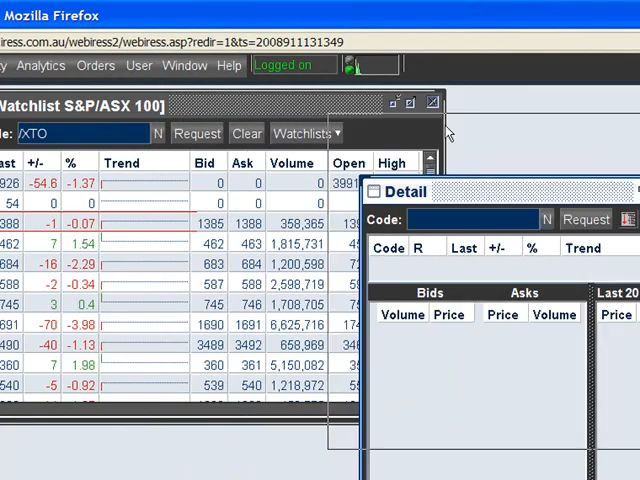 Mozilla Firefox
iress.com.au/webiress2/webiress.asp?redir=1&ts=2008911131349
Analytics Orders User Window Help Logged on
Watchlist S&P/ASX 100]
/XTO N Request Clear Watchlists
+/- % Trend Bid Ask Volume Open High
926 -54.6 -1.37 0 0 0 3991
54 0 0 0 0 0
388 -1 -0.07 1385 1388 358,365
462 7 1.54 462 463 1,815,731
684 -16 -2.29 683 684 1,200,598
588 -2 -0.34 587 588 2,598,719
745 3 0.4 745 746 1,708,705
691 -70 -3.98 1690 1691 6,625,716
490 -40 -1.13 3489 3492 658,969
360 7 1.98 360 361 5,150,082
540 -5 -0.92 539 540 1,218,972
Detail
Code: N Request
Code R Last +/- % Trend
Bids Asks Last 20
Volume Price Price Volume Price